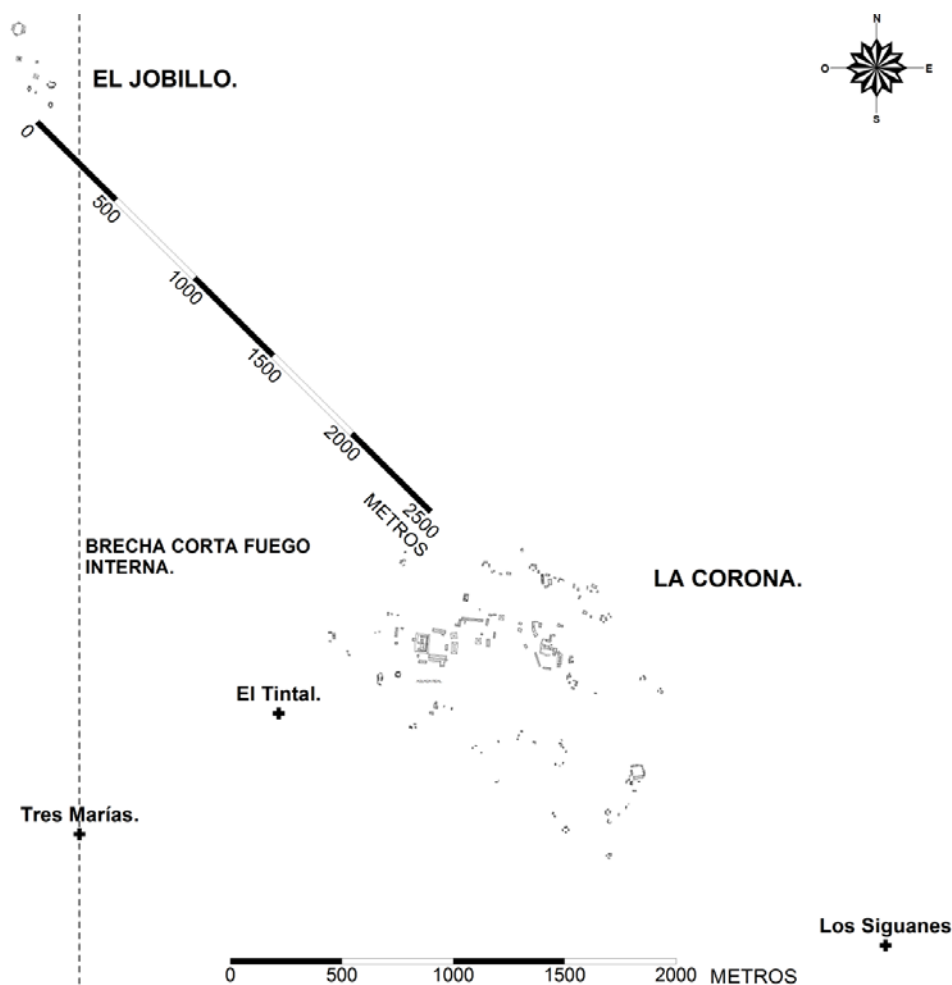 N
O
E
S
EL JOBILLO.
0
500
1000
1500
2000
2500
METROS
BRECHA CORTA FUEGO
INTERNA.
LA CORONA.
El Tintal.
Tres Marías.
Los Siguanes
0 500 1000 1500 2000 METROS